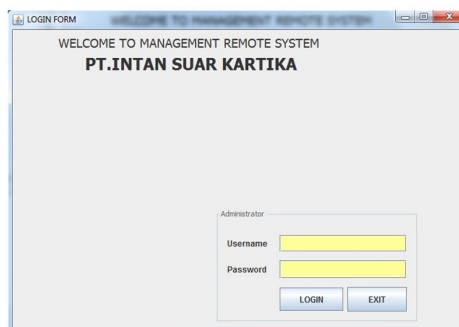 LOGIN FORM
WELCOME TO MANAGEMENT REMOTE SYSTEM
PT.INTAN SUAR KARTIKA
Administrator
Username
Password
LOGIN EXIT